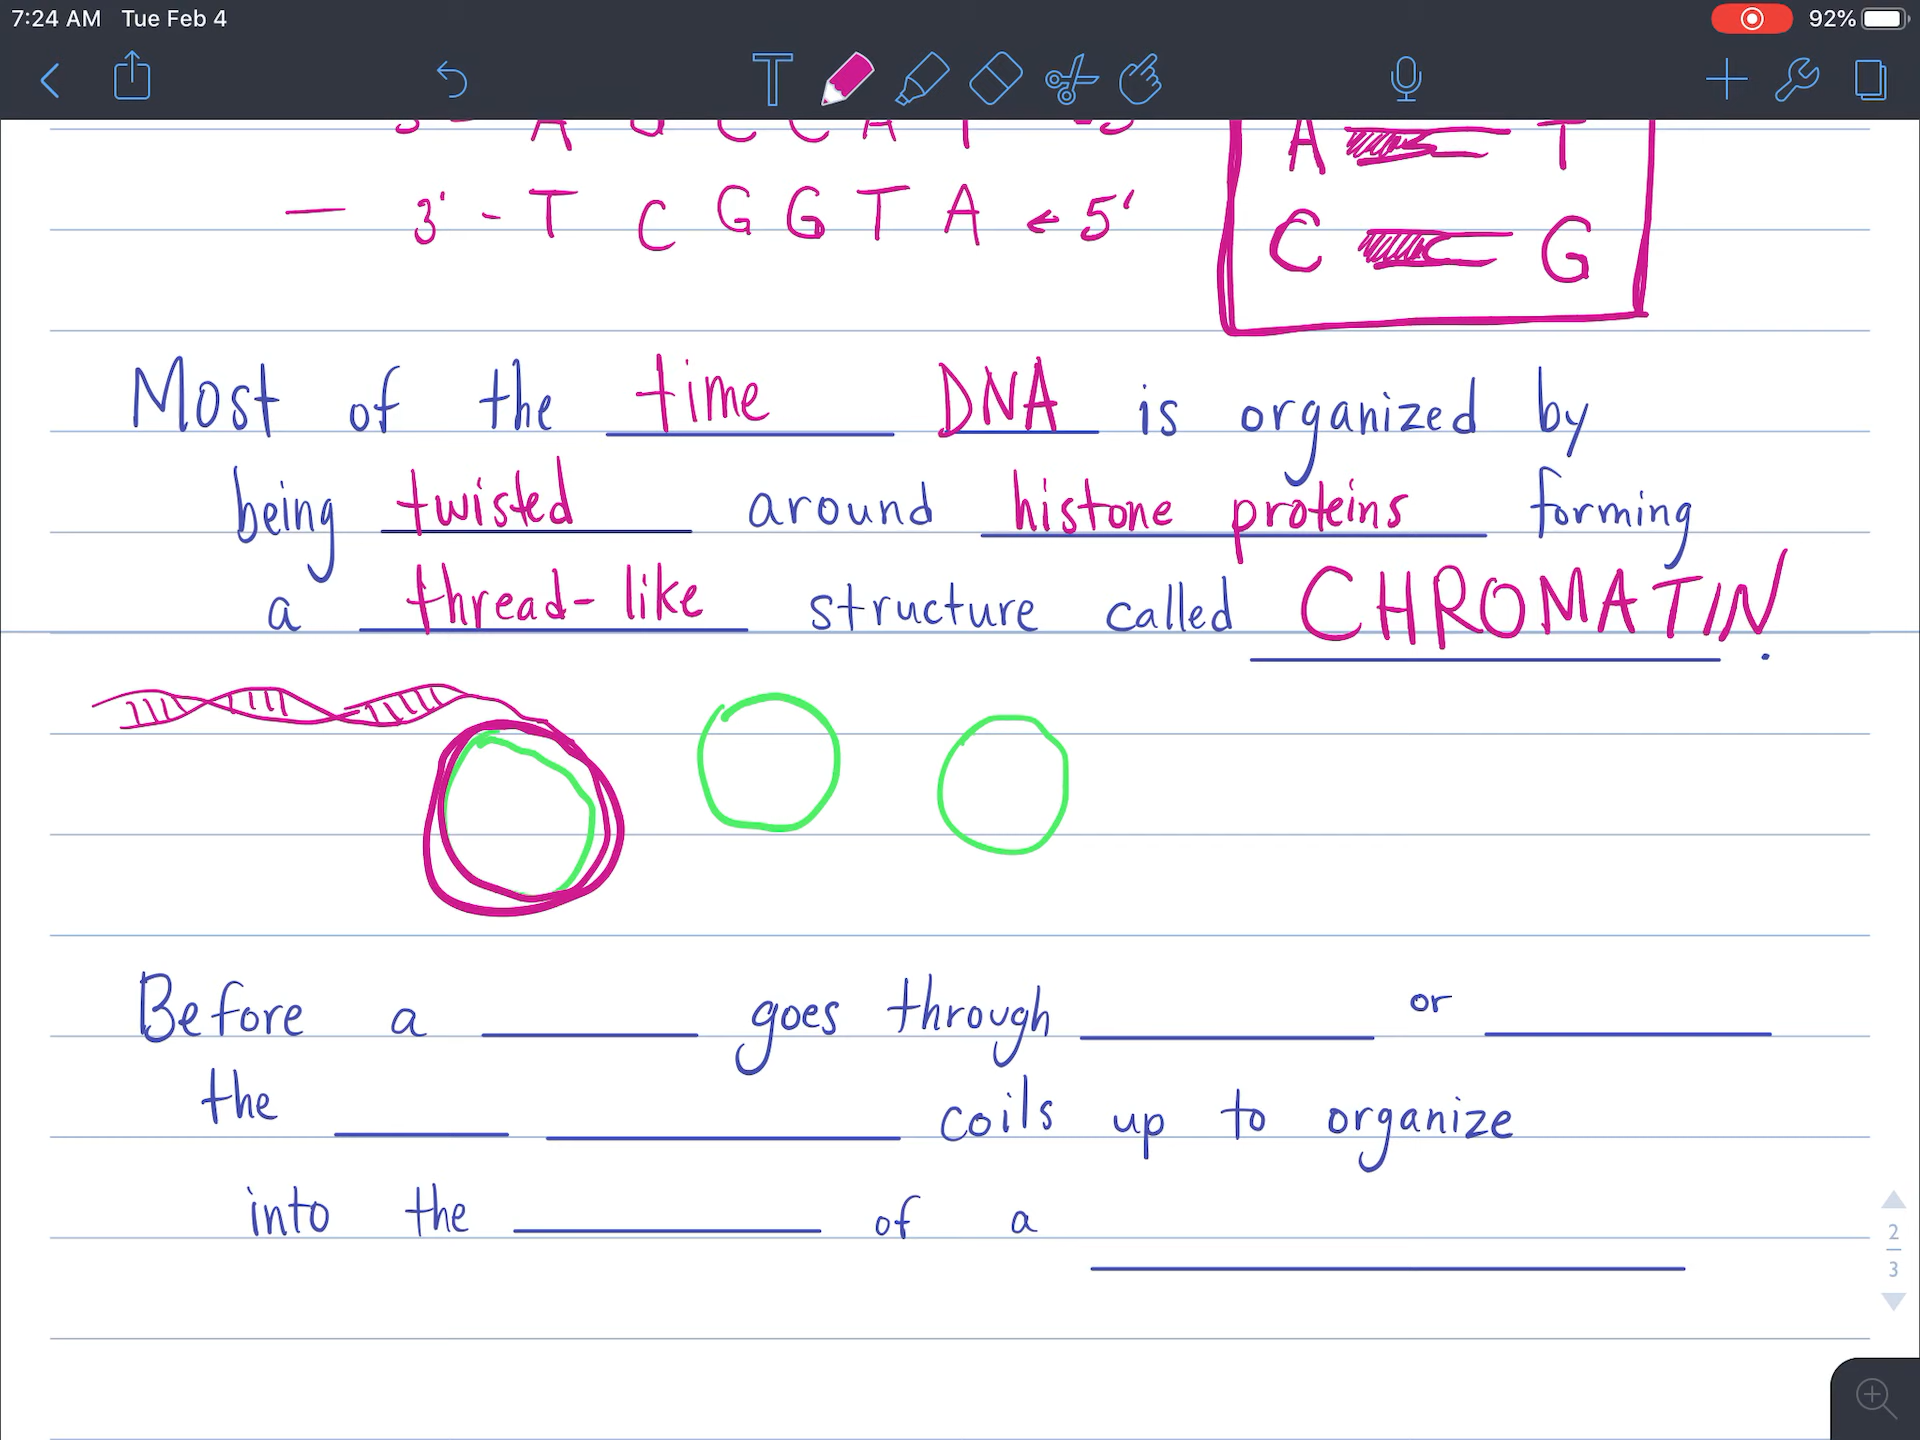 7:24 AM Tue Feb 4 92%
A C C A T
A T
3' - T C G G T A ← 5'
C G
Most of the time DNA is organized by
being twisted around histone proteins forming
a thread-like structure called CHROMATIN.
Before a goes through or
the coils up to organize
into the of a
2
3